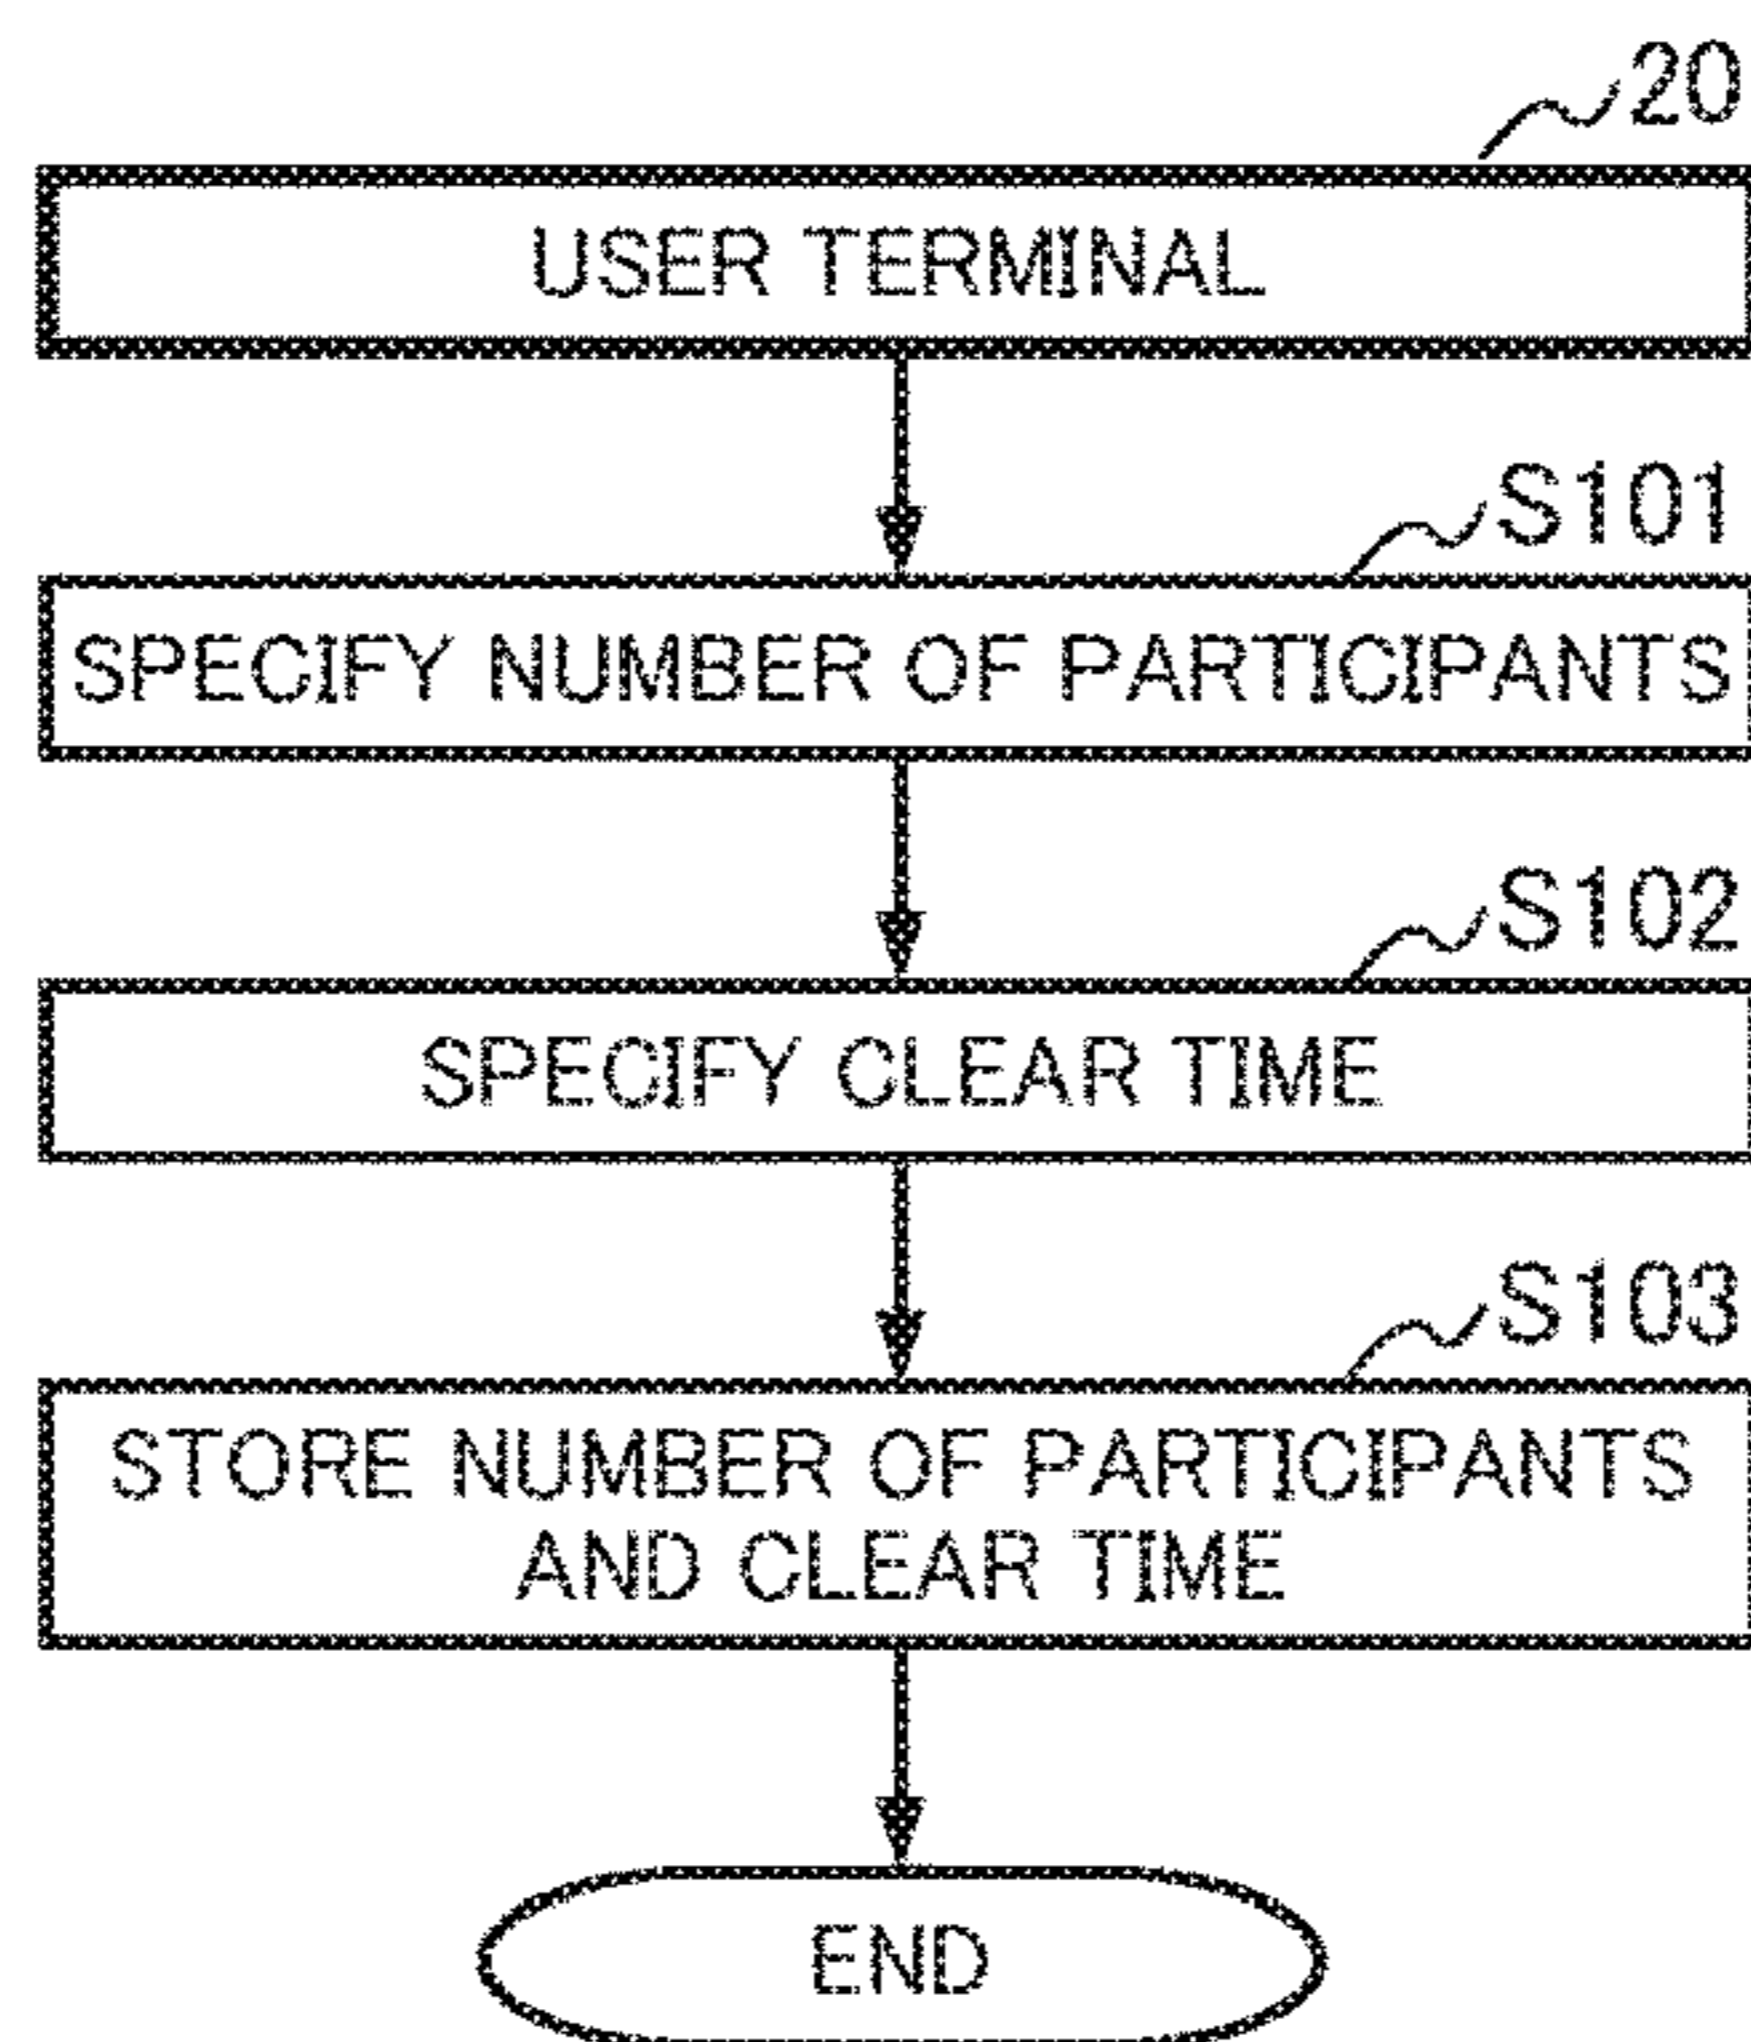 20
USER TERMINAL
S101
SPECIFY NUMBER OF PARTICIPANTS
S102
SPECIFY CLEAR TIME
S103
STORE NUMBER OF PARTICIPANTS
AND CLEAR TIME
END